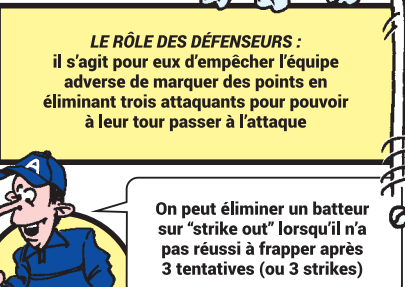 LE RÔLE DES DÉFENSEURS :
il s’agit pour eux d’empêcher l’équipe
adverse de marquer des points en
éliminant trois attaquants pour pouvoir
à leur tour passer à l’attaque
A
On peut éliminer un batteur
sur “strike out” lorsqu’il n’a
pas réussi à frapper après
3 tentatives (ou 3 strikes)